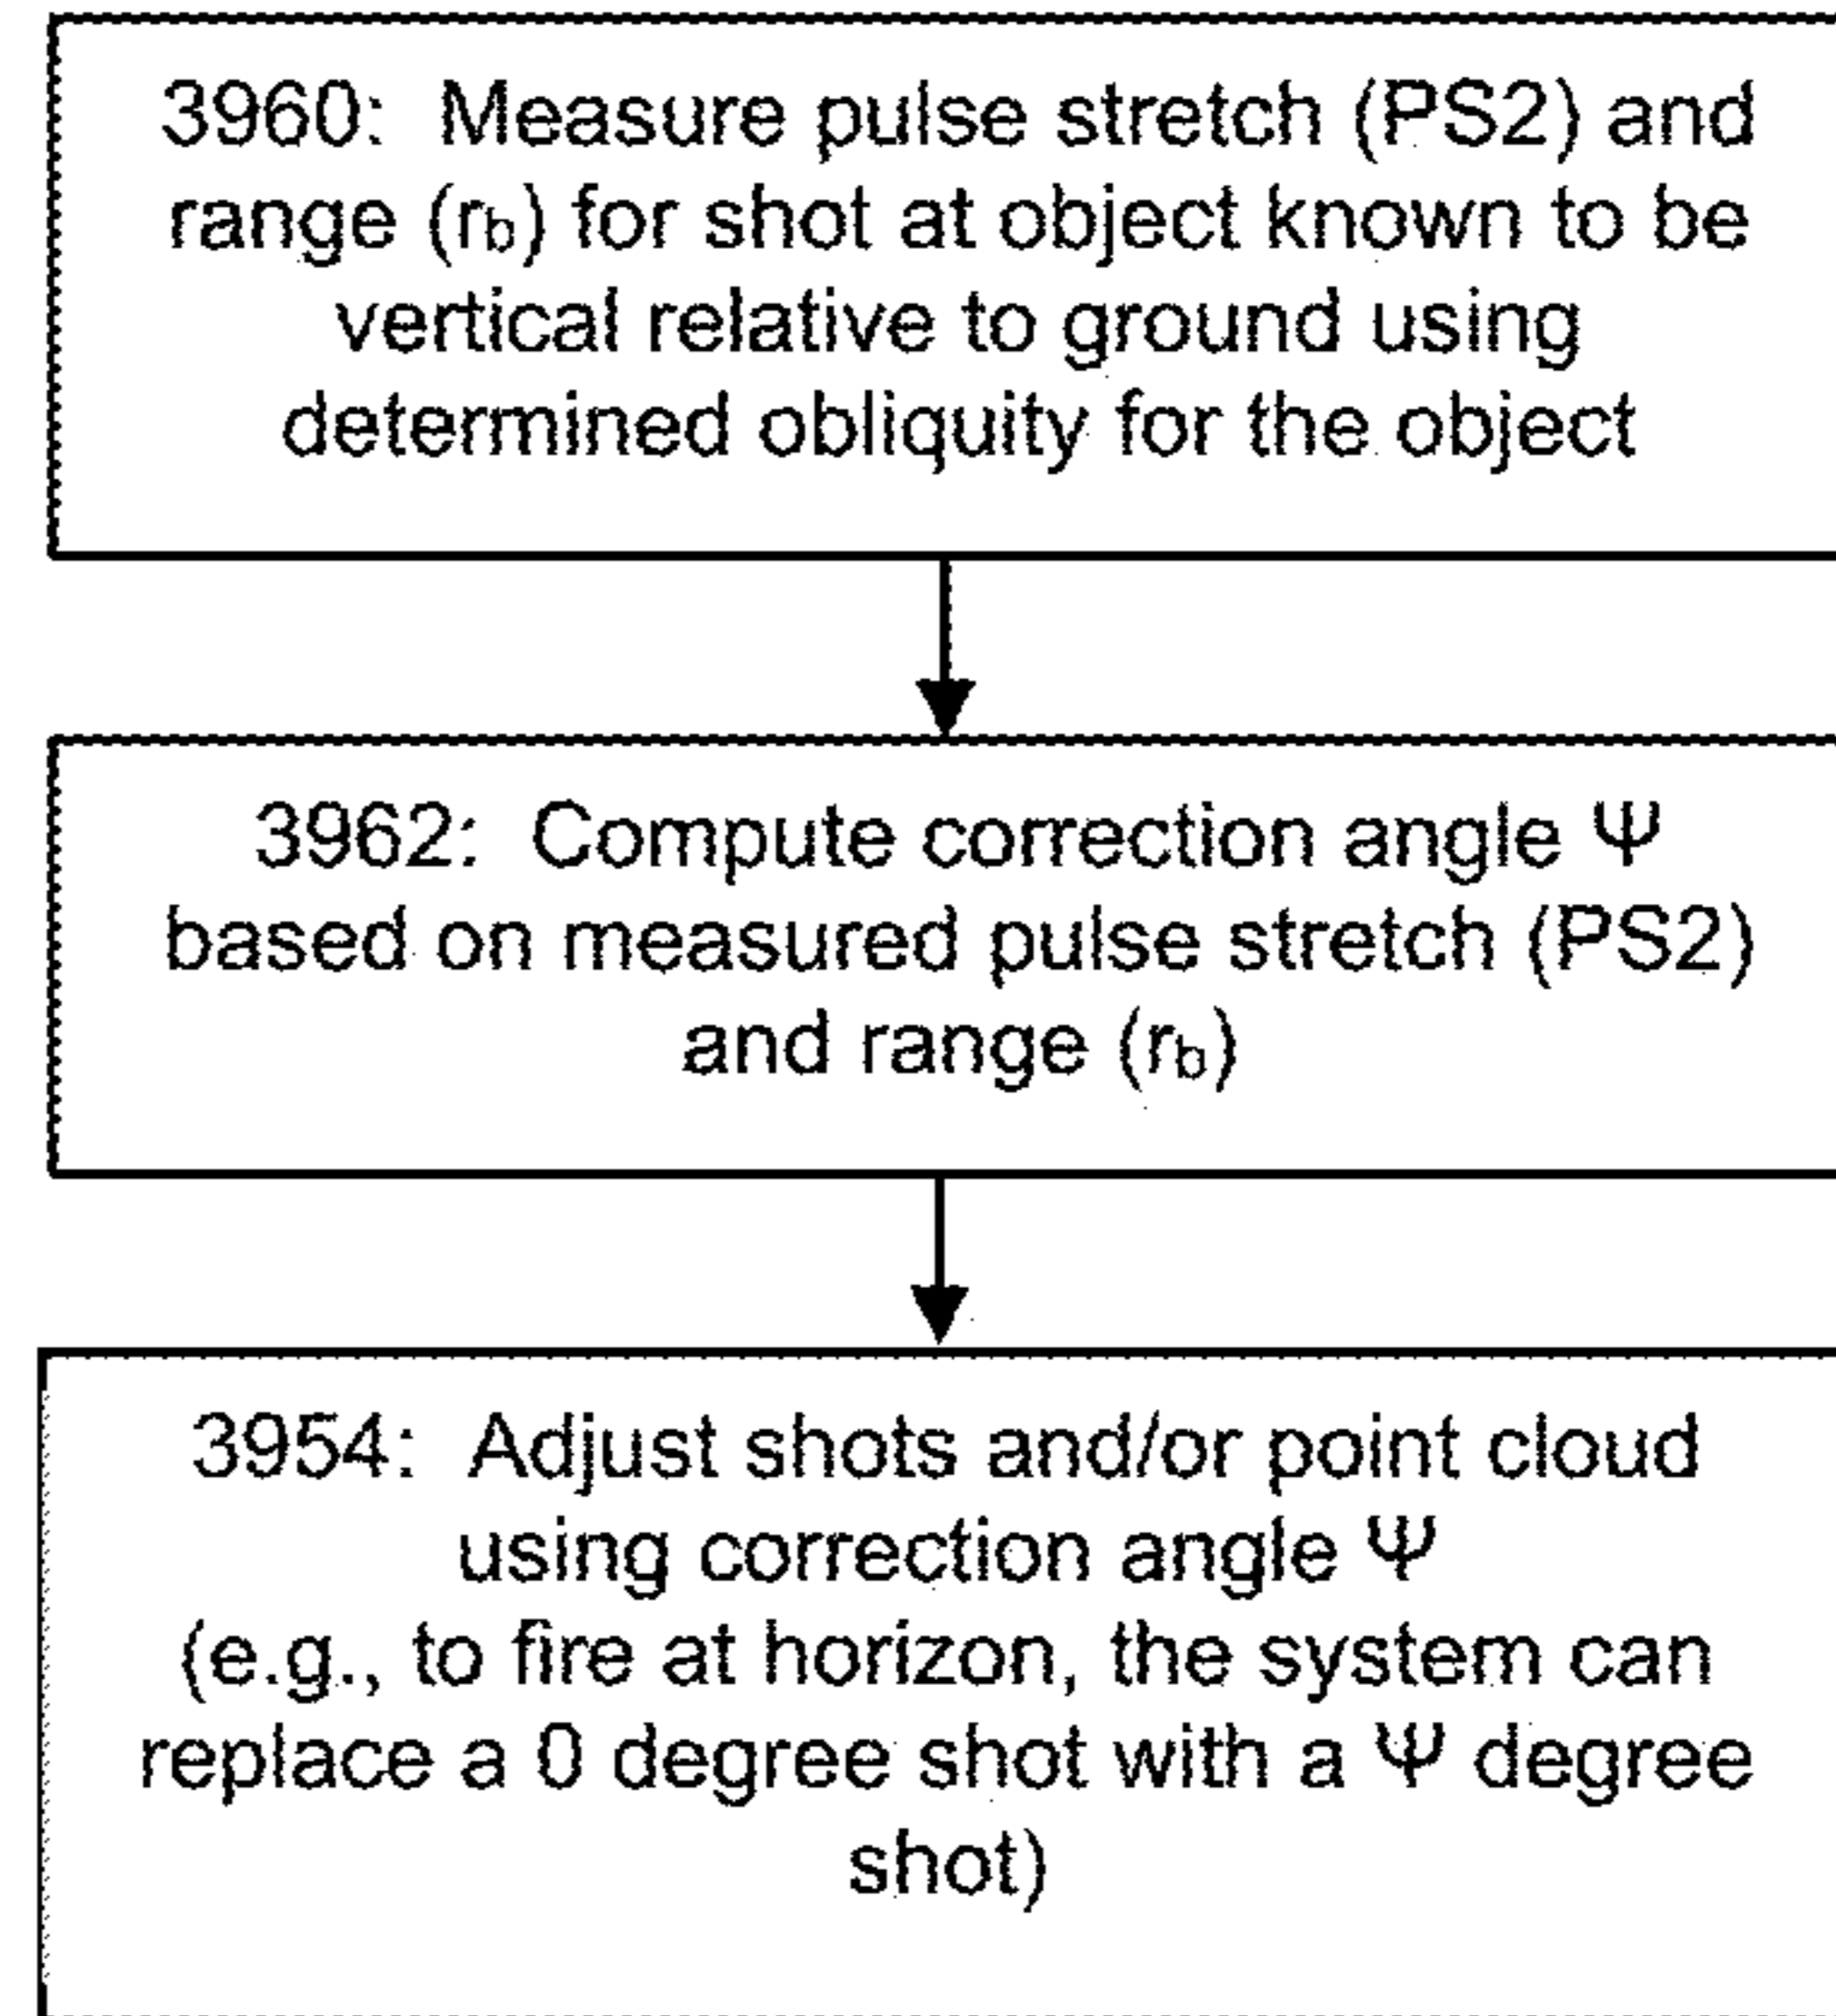 3960: Measure pulse stretch (PS2) and
range (rb) for shot at object known to be
vertical relative to ground using
determined obliquity for the object
3962: Compute correction angle Ψ
based on measured pulse stretch (PS2)
and range (rb)
3954: Adjust shots and/or point cloud
using correction angle Ψ
(e.g., to fire at horizon, the system can
replace a 0 degree shot with a Ψ degree
shot)